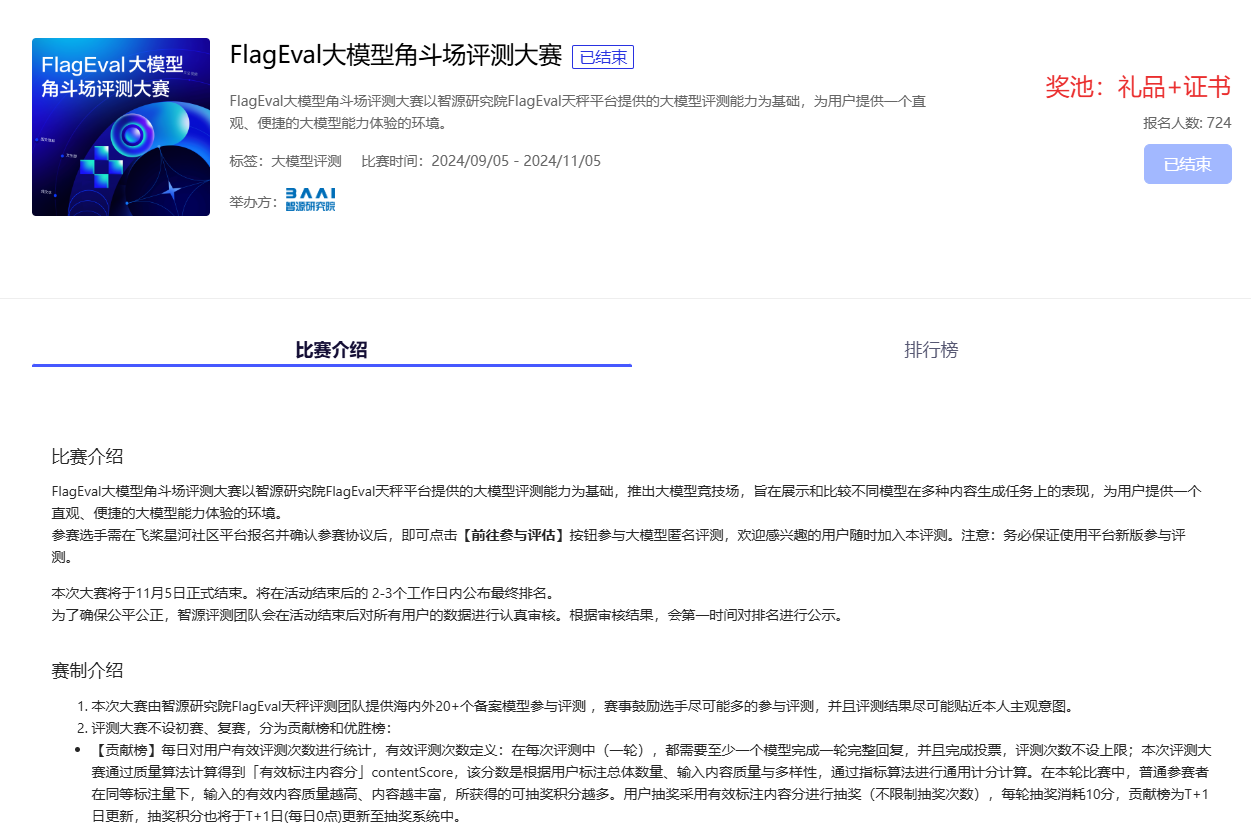 FlagEval大模型
角斗场评测大赛
FlagEval大模型角斗场评测大赛 已结束
FlagEval大模型角斗场评测大赛以智源研究院FlagEval天秤平台提供的大模型评测能力为基础，为用户提供一个直
观、便捷的大模型能力体验的环境。
标签：大模型评测 比赛时间：2024/09/05 - 2024/11/05
举办方：
BAAI
智源研究院
奖池：礼品+证书
报名人数: 724
已结束
比赛介绍 排行榜
比赛介绍
FlagEval大模型角斗场评测大赛以智源研究院FlagEval天秤平台提供的大模型评测能力为基础，推出大模型竞技场，旨在展示和比较不同模型在多种内容生成任务上的表现，为用户提供一个
直观、便捷的大模型能力体验的环境。
参赛选手需在飞桨星河社区平台报名并确认参赛协议后，即可点击【前往参与评估】按钮参与大模型匿名评测，欢迎感兴趣的用户随时加入本评测。注意：务必保证使用平台新版参与评
测。
本次大赛将于11月5日正式结束。将在活动结束后的 2-3个工作日内公布最终排名。
为了确保公平公正，智源评测团队会在活动结束后对所有用户的数据进行认真审核。根据审核结果，会第一时间对排名进行公示。
赛制介绍
1. 本次大赛由智源研究院FlagEval天秤评测团队提供海内外20+个备案模型参与评测 ，赛事鼓励选手尽可能多的参与评测，并且评测结果尽可能贴近本人主观意图。
2. 评测大赛不设初赛、复赛，分为贡献榜和优胜榜：
• 【贡献榜】每日对用户有效评测次数进行统计，有效评测次数定义：在每次评测中（一轮），都需要至少一个模型完成一轮完整回复，并且完成投票，评测次数不设上限；本次评测大
赛通过质量算法计算得到「有效标注内容分」contentScore，该分数是根据用户标注总体数量、输入内容质量与多样性，通过指标算法进行通用计分计算。在本轮比赛中，普通参赛者
在同等标注量下，输入的有效内容质量越高、内容越丰富，所获得的可抽奖积分越多。用户抽奖采用有效标注内容分进行抽奖（不限制抽奖次数），每轮抽奖消耗10分，贡献榜为T+1
日更新，抽奖积分也将于T+1日(每日0点)更新至抽奖系统中。